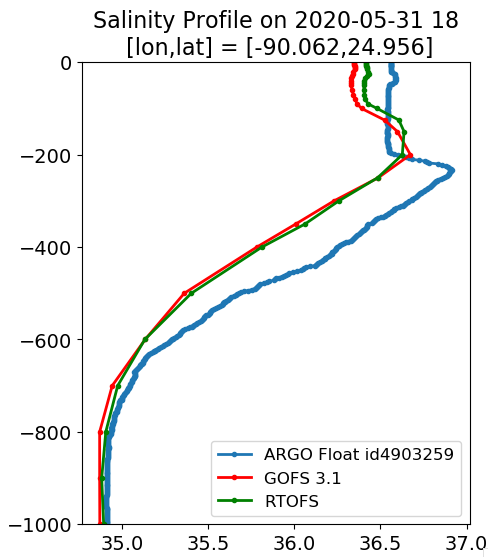 Salinity Profile on 2020-05-31 18
[lon,lat] = [-90.062,24.956]
0
−200
−400
−600
−800
−1000
ARGO Float id4903259
GOFS 3.1
RTOFS
35.0 35.5 36.0 36.5 37.0